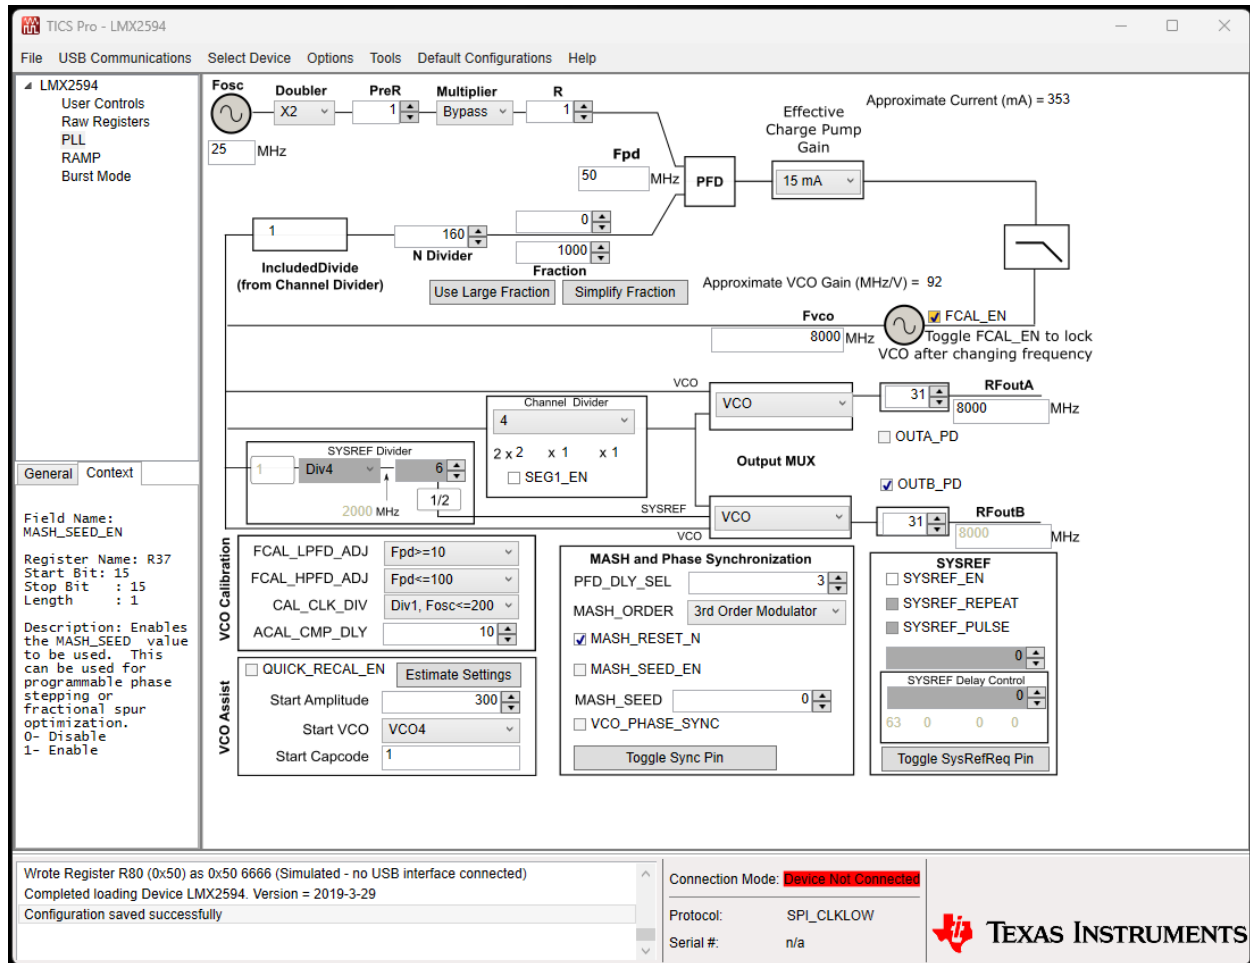 TICS Pro - LMX2594
File USB Communications Select Device Options Tools Default Configurations Help
LMX2594
User Controls
Raw Registers
PLL
RAMP
Burst Mode
General Context
Field Name:
MASH_SEED_EN
Register Name: R37
Start Bit: 15
Stop Bit : 15
Length : 1
Description: Enables
the MASH_SEED value
to be used. This
can be used for
programmable phase
stepping or
fractional spur
optimization.
0- Disable
1- Enable
Fosc Doubler PreR Multiplier R
X2 1 Bypass 1
25 MHz
Approximate Current (mA) = 353
Effective
Charge Pump
Gain
15 mA
Fpd
50 MHz
PFD
1
IncludedDivide
(from Channel Divider)
160
N Divider
0
1000
Fraction
Use Large Fraction Simplify Fraction
Approximate VCO Gain (MHz/V) = 92
Fvco
8000 MHz
FCAL_EN
Toggle FCAL_EN to lock
VCO after changing frequency
VCO
Channel Divider
4
2 x 2 x 1 x 1
SEG1_EN
SYSREF Divider
1 Div4 6
2000 MHz
1/2
SYSREF
VCO
VCO
Output MUX
VCO
31
RFoutA
8000 MHz
OUTA_PD
OUTB_PD
31
RFoutB
8000 MHz
VCO Calibration
FCAL_LPFD_ADJ Fpd>=10
FCAL_HPFD_ADJ Fpd<=100
CAL_CLK_DIV Div1, Fosc<=200
ACAL_CMP_DLY 10
VCO Assist
QUICK_RECAL_EN Estimate Settings
Start Amplitude 300
Start VCO VCO4
Start Capcode 1
MASH and Phase Synchronization
PFD_DLY_SEL 3
MASH_ORDER 3rd Order Modulator
MASH_RESET_N
MASH_SEED_EN
MASH_SEED 0
VCO_PHASE_SYNC
Toggle Sync Pin
SYSREF
SYSREF_EN
SYSREF_REPEAT
SYSREF_PULSE
0
SYSREF Delay Control
0
63 0 0 0
Toggle SysRefReq Pin
Wrote Register R80 (0x50) as 0x50 6666 (Simulated - no USB interface connected)
Completed loading Device LMX2594. Version = 2019-3-29
Configuration saved successfully
Connection Mode: Device Not Connected
Protocol: SPI_CLKLOW
Serial #: n/a
TEXAS INSTRUMENTS